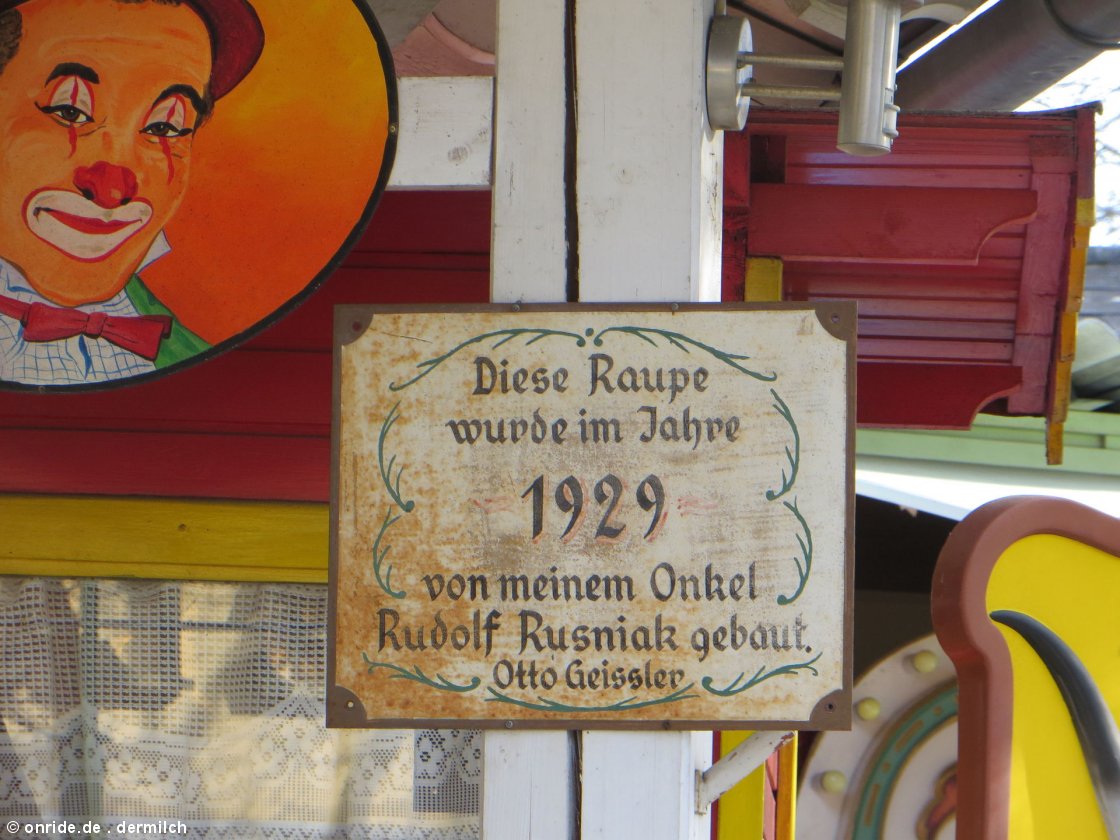 Diese Raupe
wurde im Jahre
1929
von meinem Onkel
Rudolf Rusniak gebaut.
Otto Geissler
© onride.de . dermilch